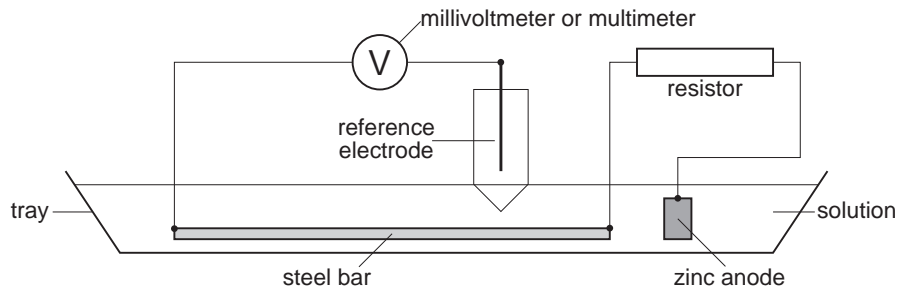 millivoltmeter or multimeter
V
resistor
reference
electrode
tray
solution
steel bar
zinc anode